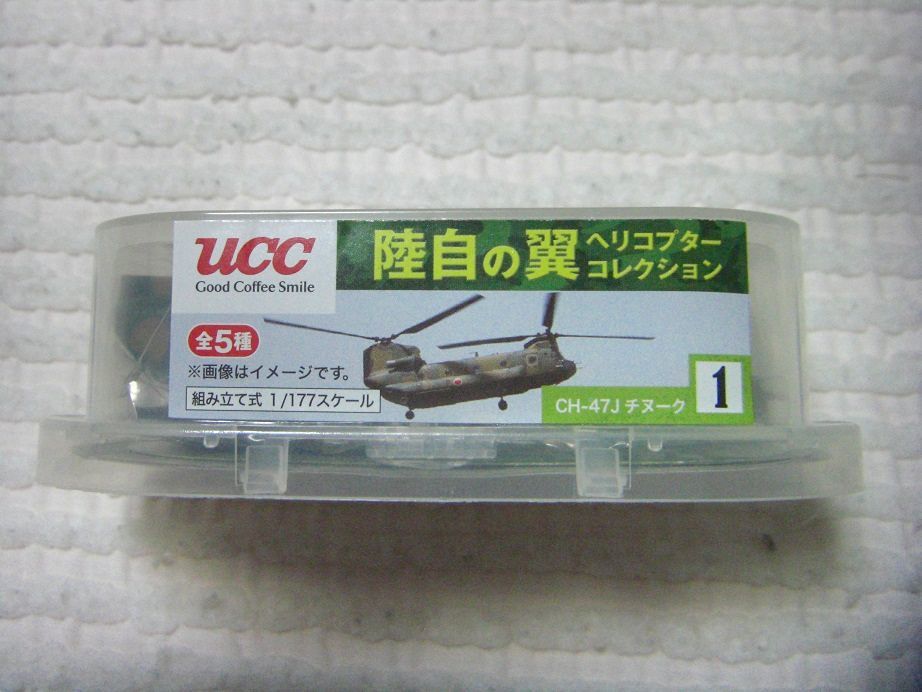 UCC
Good Coffee Smile
陸自の翼
ヘリコプター
コレクション
全5種
※画像はイメージです。
組み立て式 1/177スケール
CH-47J チヌーク
1